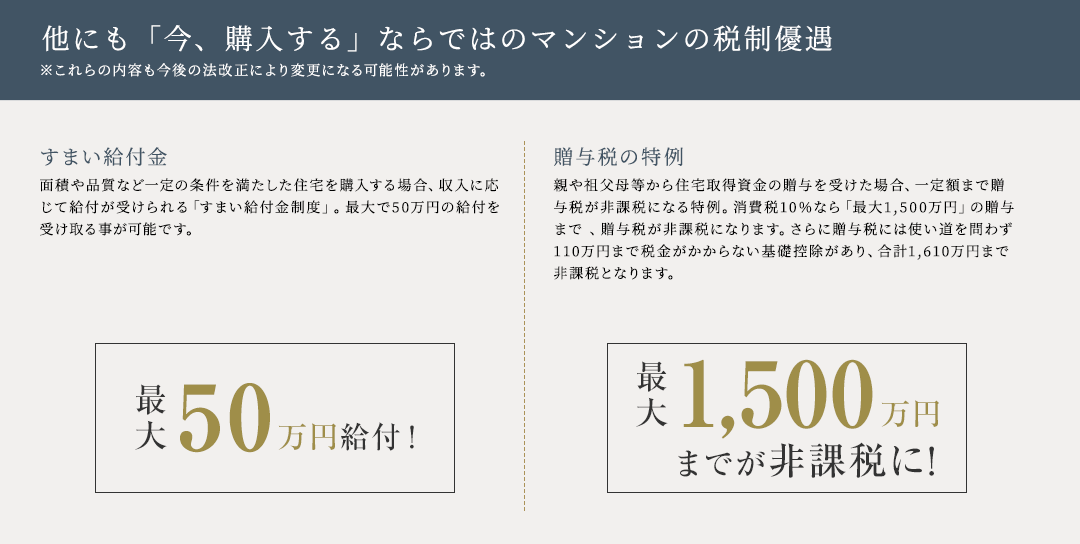 他にも「今、購入する」ならではのマンションの税制優遇
※これらの内容も今後の法改正により変更になる可能性があります。
すまい給付金
面積や品質など一定の条件を満たした住宅を購入する場合、収入に応
じて給付が受けられる「すまい給付金制度」。最大で50万円の給付を
受け取る事が可能です。
最大50万円給付！
贈与税の特例
親や祖父母等から住宅取得資金の贈与を受けた場合、一定額まで贈
与税が非課税になる特例。消費税10％なら「最大1,500万円」の贈与
まで 、贈与税が非課税になります。さらに贈与税には使い道を問わず
110万円まで税金がかからない基礎控除があり、合計1,610万円まで
非課税となります。
最大1,500万円
までが非課税に!